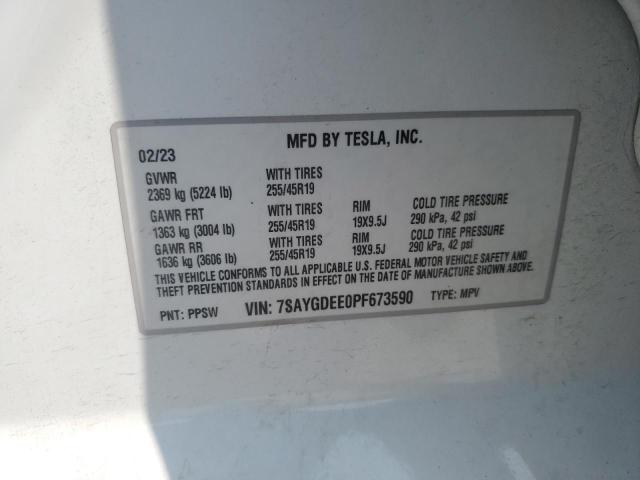 MFD BY TESLA, INC.
02/23
GVWR WITH TIRES
2369 kg (5224 lb) 255/45R19
GAWR FRT WITH TIRES RIM COLD TIRE PRESSURE
1363 kg (3004 lb) 255/45R19 19X9.5J 290 kPa, 42 psi
GAWR RR WITH TIRES RIM COLD TIRE PRESSURE
1636 kg (3606 lb) 255/45R19 19X9.5J 290 kPa, 42 psi
THIS VEHICLE CONFORMS TO ALL APPLICABLE U.S. FEDERAL MOTOR VEHICLE SAFETY AND
THEFT PREVENTION STANDARDS IN EFFECT ON THE DATE OF MANUFACTURE SHOWN ABOVE.
PNT: PPSW VIN: 7SAYGDEE0PF673590 TYPE: MPV